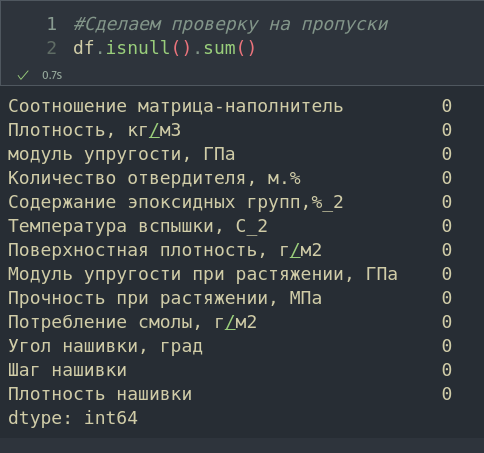 1 #Сделаем проверку на пропуски
2 df.isnull().sum()
✓ 0.7s
Соотношение матрица-наполнитель 0
Плотность, кг/м3 0
модуль упругости, ГПа 0
Количество отвердителя, м.% 0
Содержание эпоксидных групп,%_2 0
Температура вспышки, С_2 0
Поверхностная плотность, г/м2 0
Модуль упругости при растяжении, ГПа 0
Прочность при растяжении, МПа 0
Потребление смолы, г/м2 0
Угол нашивки, град 0
Шаг нашивки 0
Плотность нашивки 0
dtype: int64